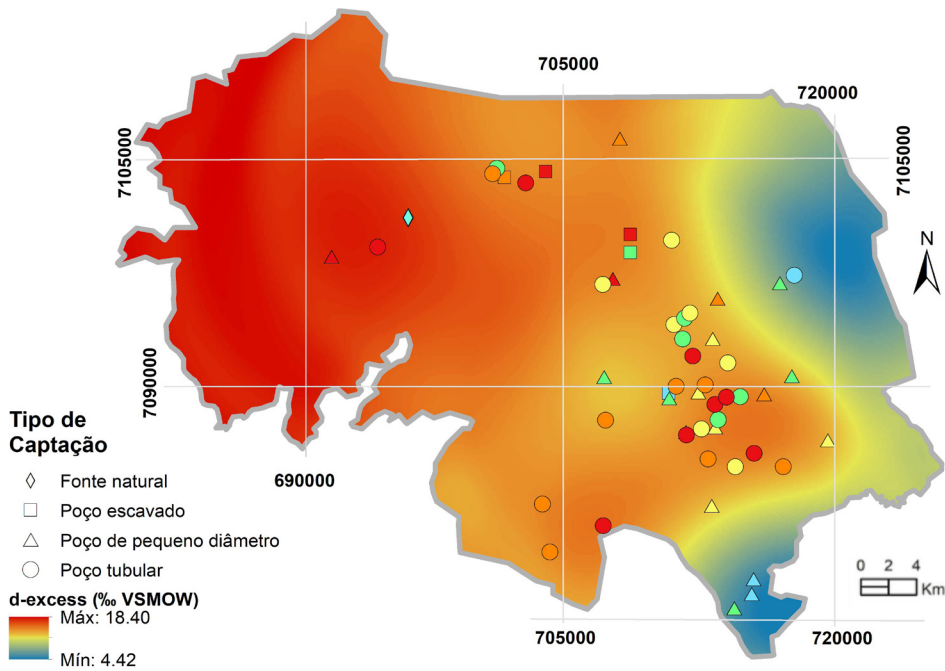 705000
720000
7105000
7105000
N
7090000
7090000
Tipo de
Captação
690000
Fonte natural
Poço escavado
Poço de pequeno diâmetro
Poço tubular
0 2 4
Km
d-excess (‰ VSMOW)
Máx: 18.40
Mín: 4.42
705000
720000